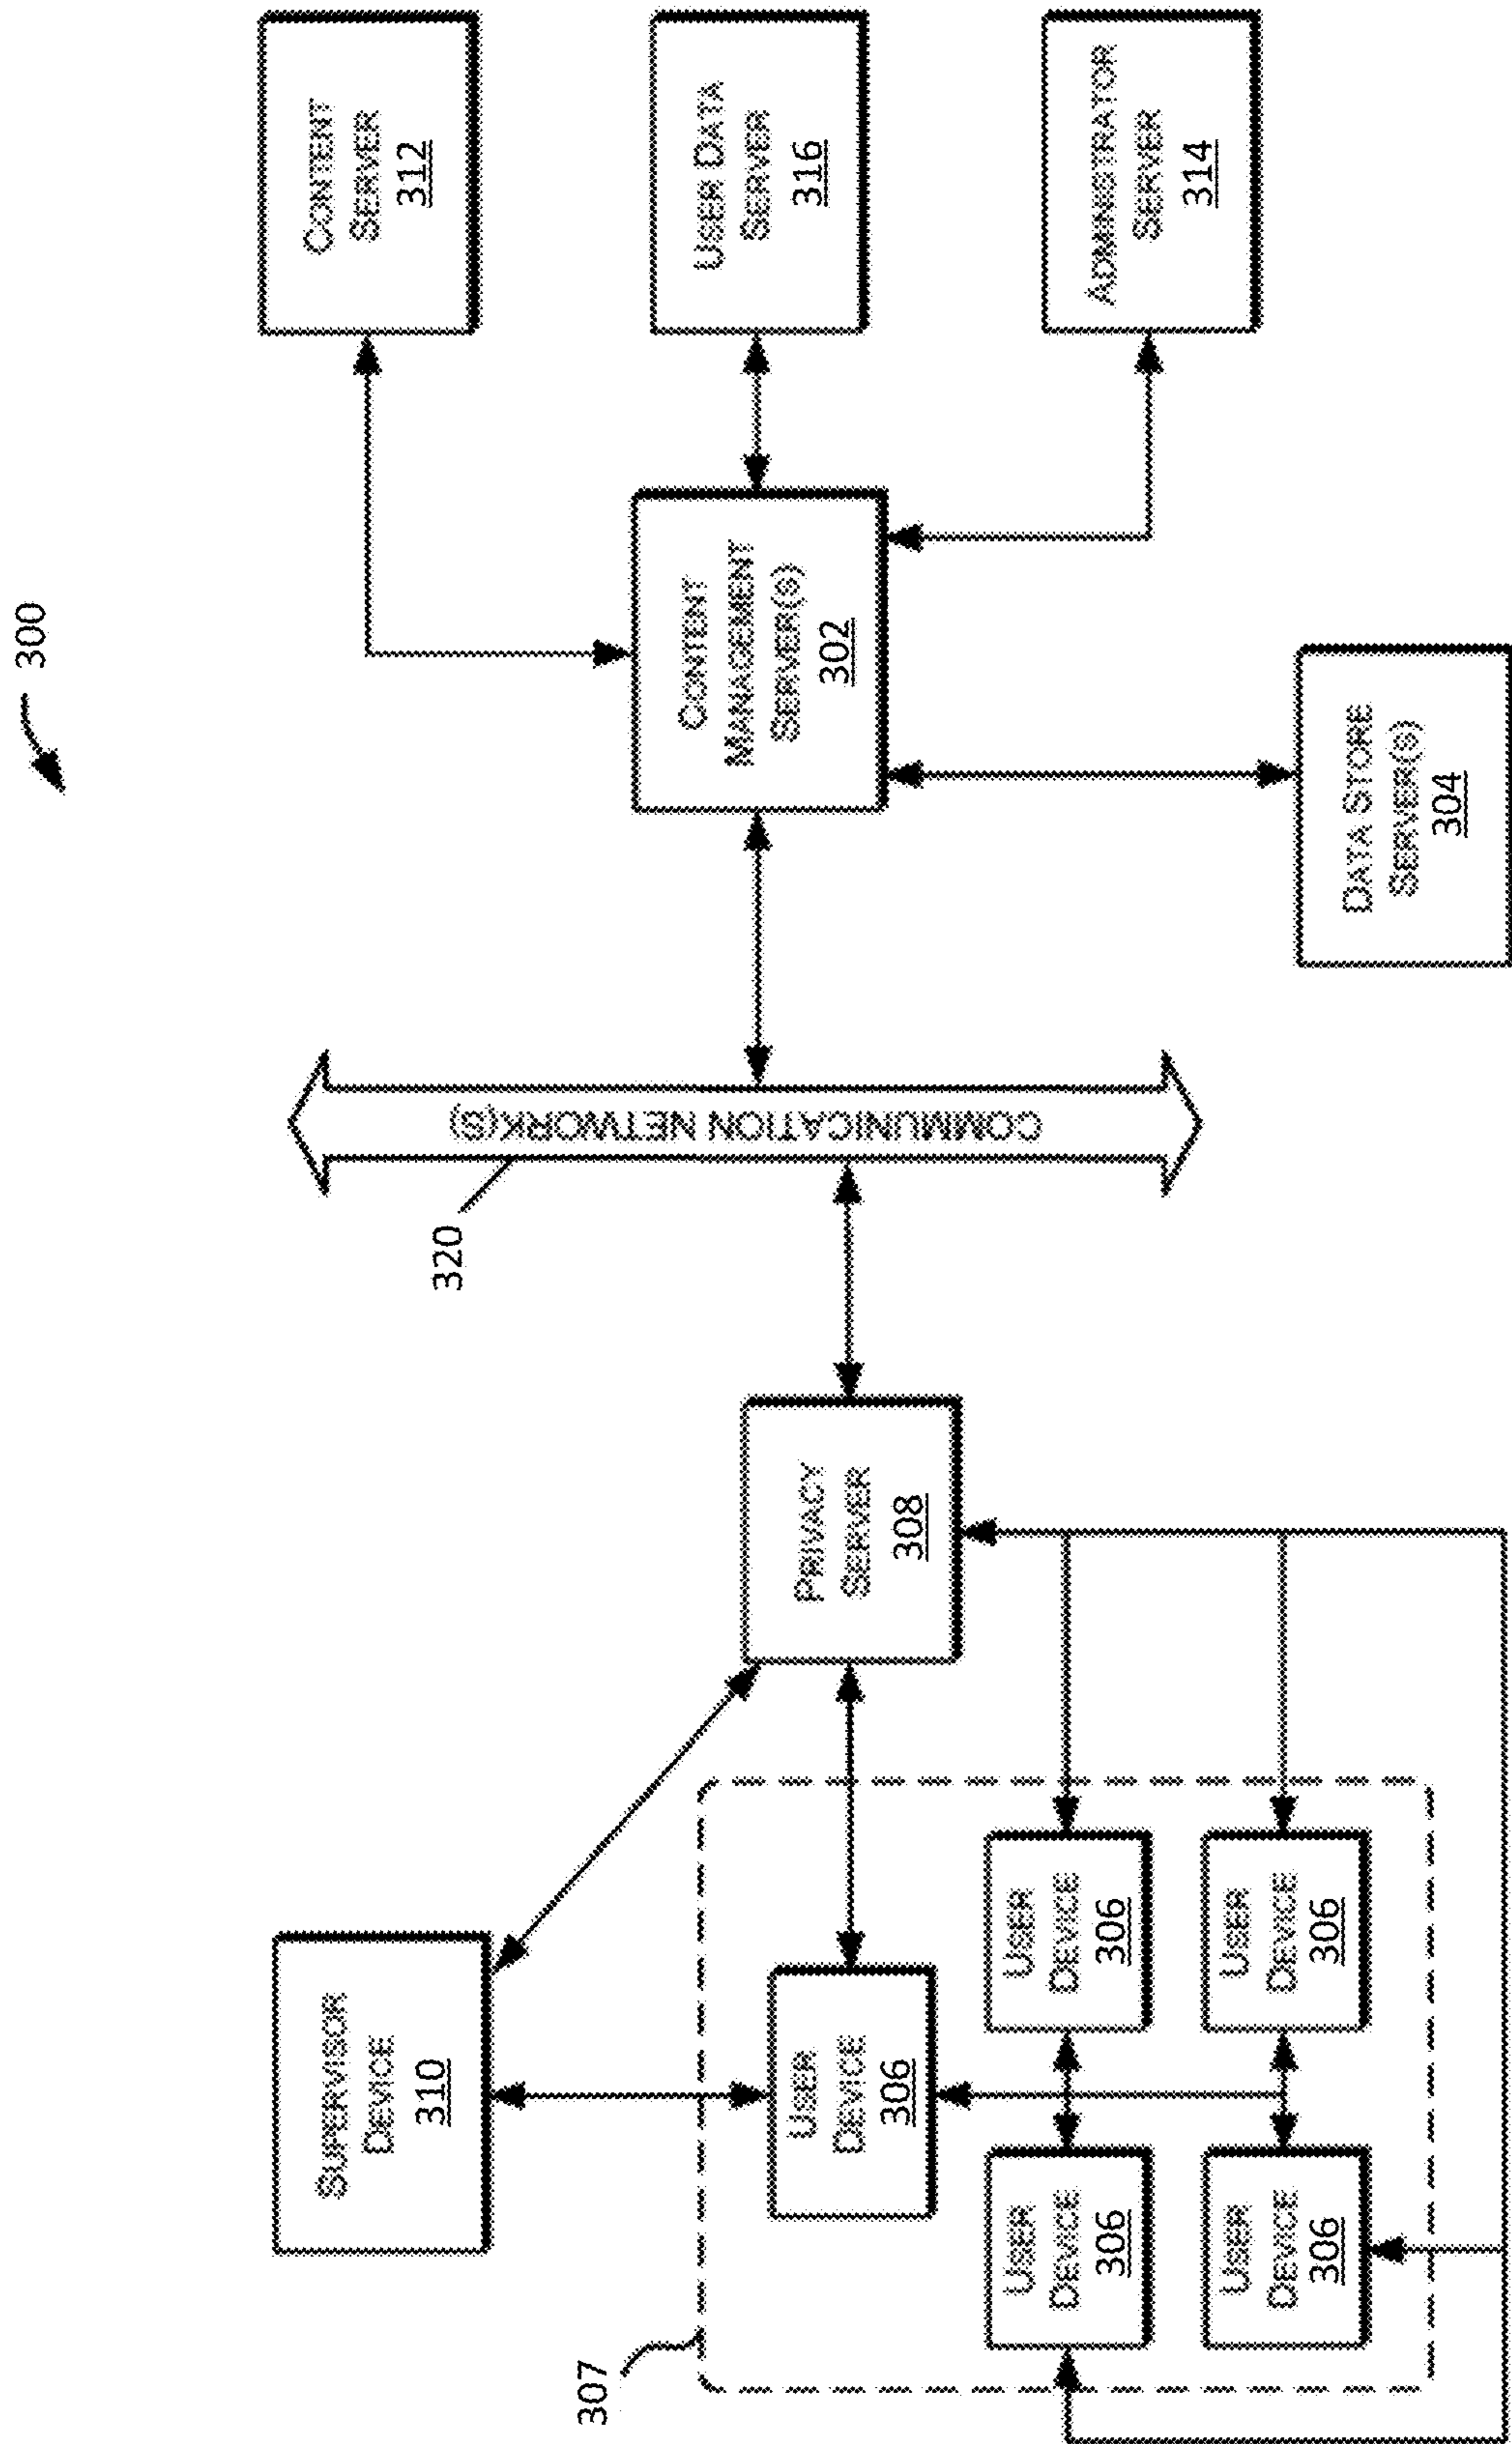 300
SUPERVISOR
DEVICE
310
CONTENT
SERVER
312
320
307
COMMUNICATION NETWORK(S)
CONTENT
MANAGEMENT
SERVER(S)
302
USER DATA
SERVER
316
USER
DEVICE
306
PRIVACY
SERVER
308
USER
DEVICE
306
USER
DEVICE
306
ADMINISTRATOR
SERVER
314
USER
DEVICE
306
USER
DEVICE
306
DATA STORE
SERVER(S)
304